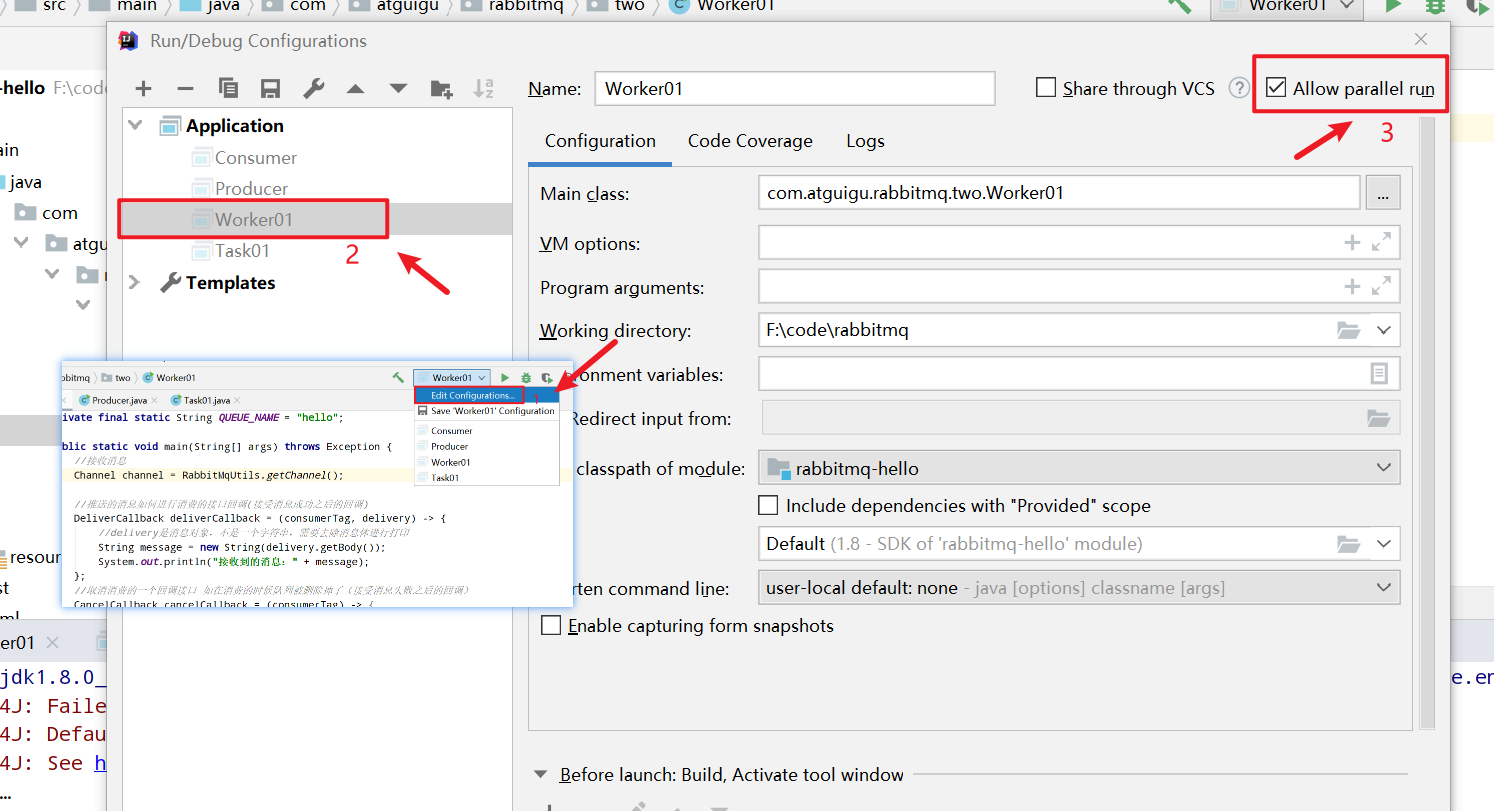 src main java com atguigu rabbitmq two Worker01 Worker01
Run/Debug Configurations
-hello F:\code
Name: Worker01 Share through VCS ? Allow parallel run
3
Application
Configuration Code Coverage Logs
Consumer
Producer
Worker01
2
Task01
Templates
java
com
atgu
Main class: com.atguigu.rabbitmq.two.Worker01 ...
VM options:
Program arguments:
Working directory: F:\code\rabbitmq
ronment variables:
Redirect input from:
classpath of module: rabbitmq-hello
Include dependencies with "Provided" scope
Default (1.8 - SDK of 'rabbitmq-hello' module)
rten command line: user-local default: none - java [options] classname [args]
Enable capturing form snapshots
bbitmq two Worker01 Worker01
Edit Configurations... 1
Producer.java Task01.java
Save 'Worker01' Configuration
Consumer
Producer
Worker01
Task01
ivate final static String QUEUE_NAME = "hello";
blic static void main(String[] args) throws Exception {
//接收消息
Channel channel = RabbitMqUtils.getChannel();
//推送的消息如何进行消费的接口回调(接受消息成功之后的回调)
DeliverCallback deliverCallback = (consumerTag, delivery) -> {
//delivery是消息对象，不是一个字符串，需要去除消息体进行打印
String message = new String(delivery.getBody());
System.out.println("接收到的消息：" + message);
};
//取消消费的一个回调接口 如在消费的时候队列被删除掉了(接受消息失败之后的回调)
CancelCallback cancelCallback = (consumerTag) -> {
resour
er01
jdk1.8.0_
4J: Faile
4J: Defau
4J: See h
...
e.en
Before launch: Build, Activate tool window